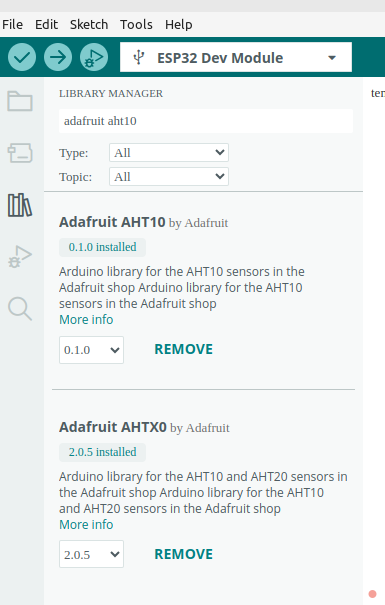 File Edit Sketch Tools Help
ESP32 Dev Module
LIBRARY MANAGER
adafruit aht10
Type: All
Topic: All
Adafruit AHT10 by Adafruit
0.1.0 installed
Arduino library for the AHT10 sensors in the
Adafruit shop Arduino library for the AHT10
sensors in the Adafruit shop
More info
0.1.0 REMOVE
Adafruit AHTX0 by Adafruit
2.0.5 installed
Arduino library for the AHT10 and AHT20 sensors in
the Adafruit shop Arduino library for the AHT10
and AHT20 sensors in the Adafruit shop
More info
2.0.5 REMOVE